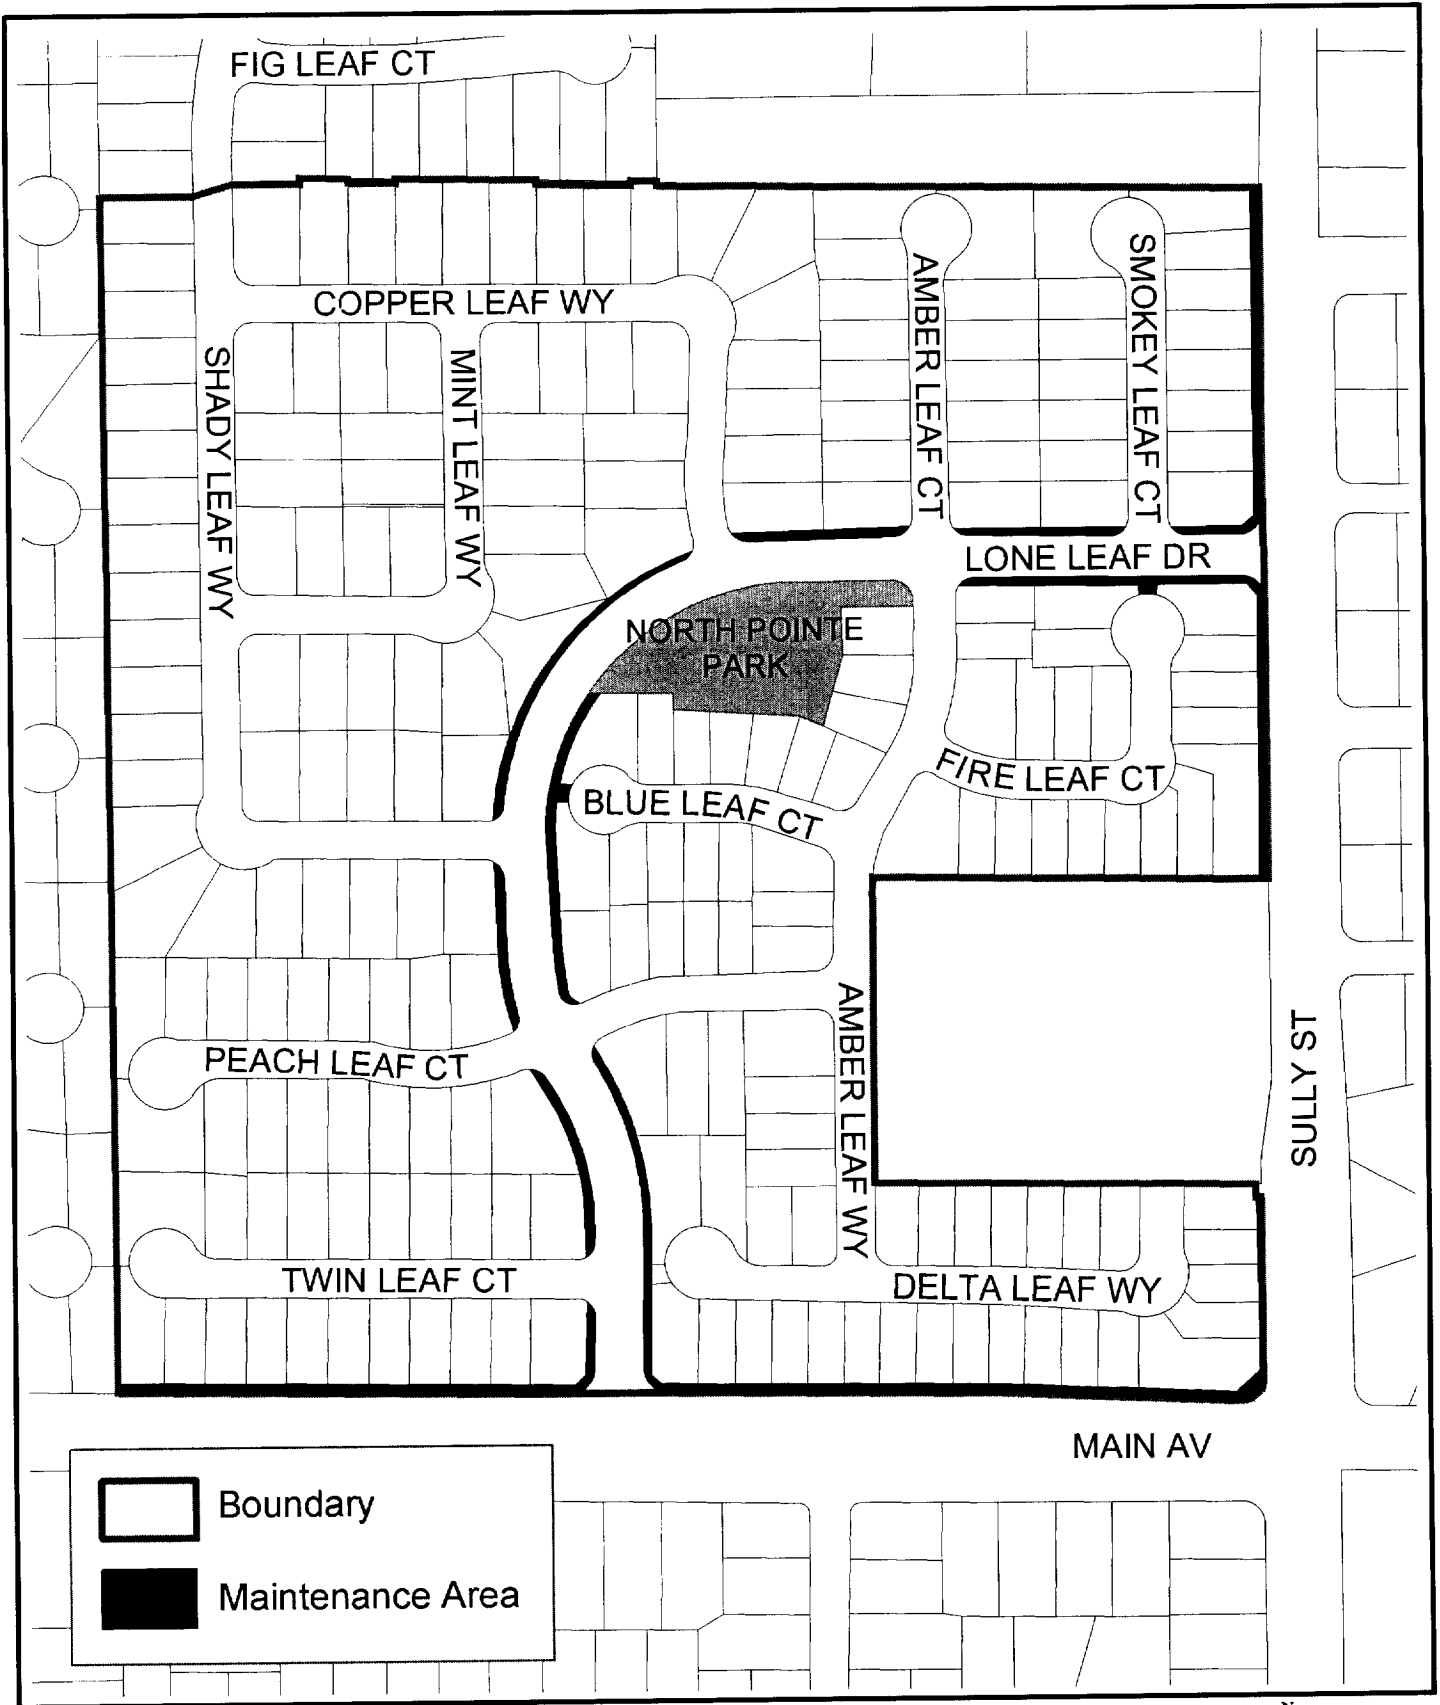 FIG LEAF CT
COPPER LEAF WY
SHADY LEAF WY
MINT LEAF WY
AMBER LEAF CT
SMOKEY LEAF CT
LONE LEAF DR
NORTH POINTE
PARK
FIRE LEAF CT
BLUE LEAF CT
AMBER LEAF WY
SULLY ST
PEACH LEAF CT
TWIN LEAF CT
DELTA LEAF WY
MAIN AV
Boundary
Maintenance Area